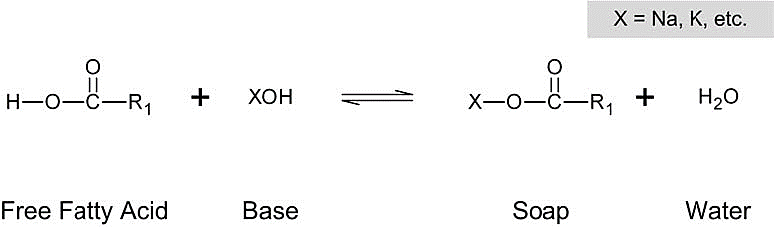 X = Na, K, etc.
O O
H—O—C—R₁ + XOH ⇌ X—O—C—R₁ + H₂O
Free Fatty Acid Base Soap Water